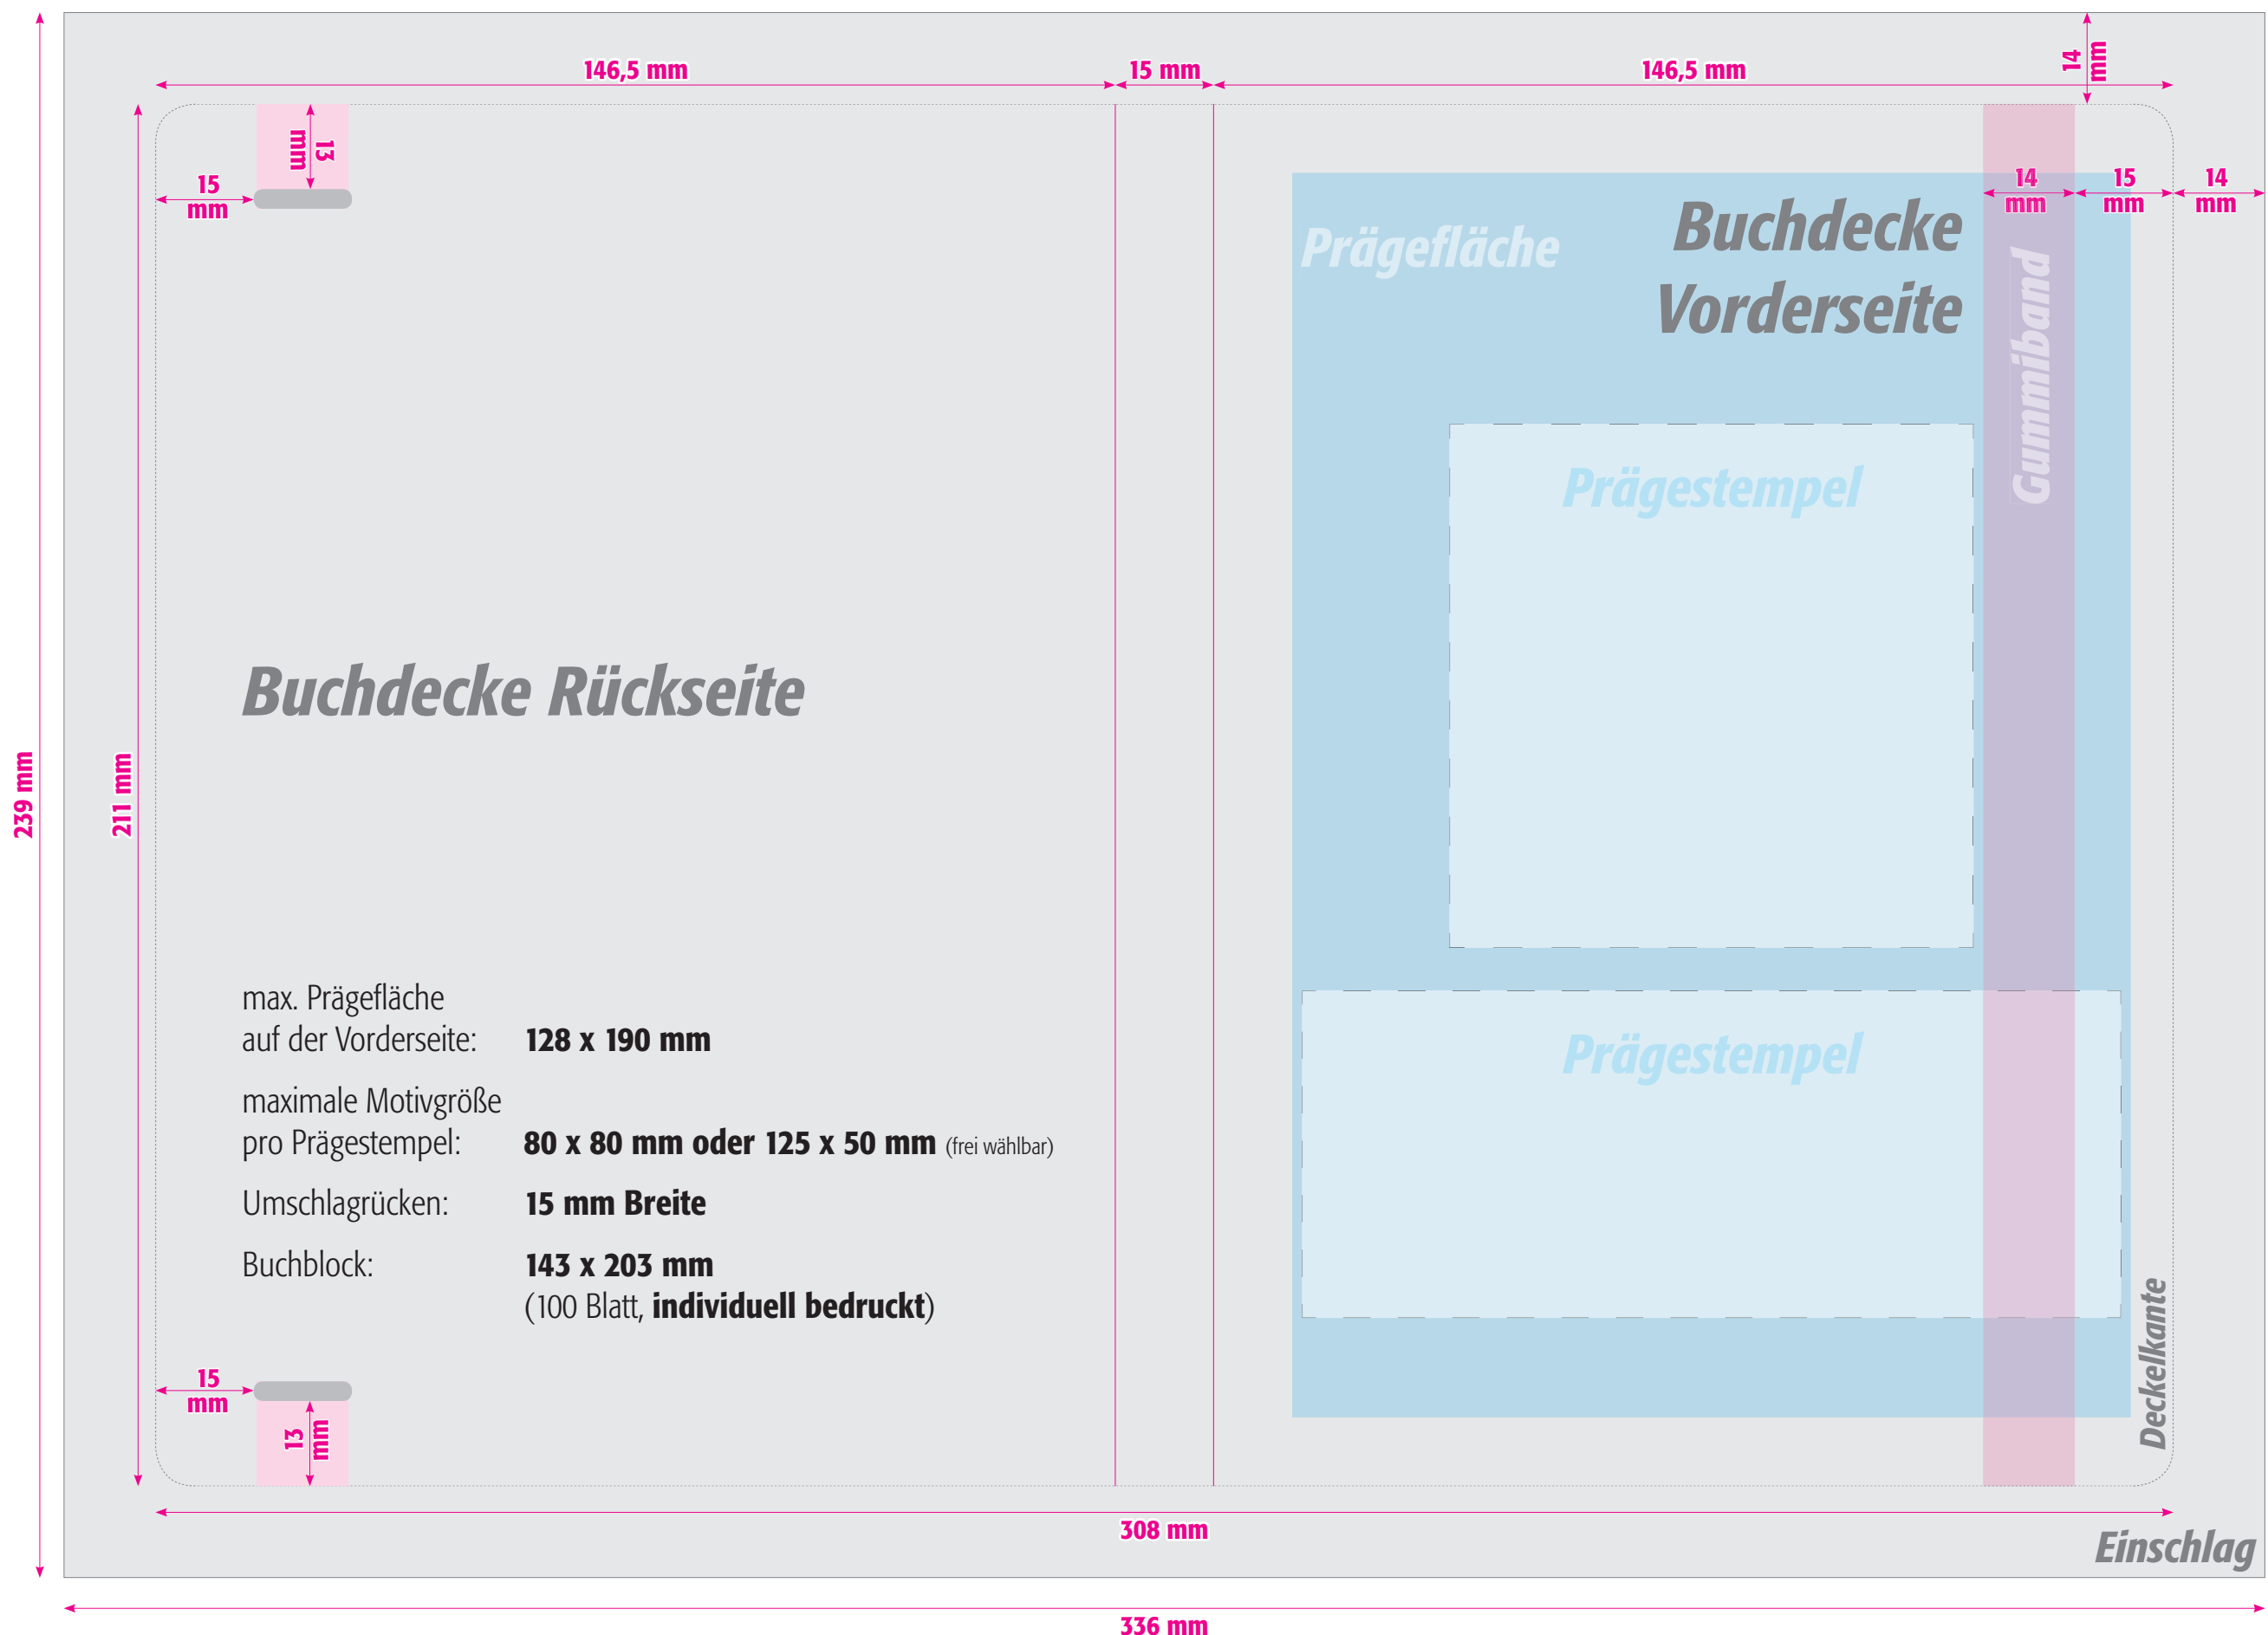 146,5 mm
15 mm
146,5 mm
14
mm
13
mm
15
mm
14
mm
15
mm
14
mm
Prägefläche
Buchdecke
Vorderseite
Gummiband
Prägestempel
Buchdecke Rückseite
239 mm
211 mm
max. Prägefläche
auf der Vorderseite: 128 x 190 mm
maximale Motivgröße
pro Prägestempel: 80 x 80 mm oder 125 x 50 mm (frei wählbar)
Umschlagrücken: 15 mm Breite
Buchblock: 143 x 203 mm
(100 Blatt, individuell bedruckt)
Prägestempel
Deckelkante
15
mm
13
mm
308 mm
Einschlag
336 mm